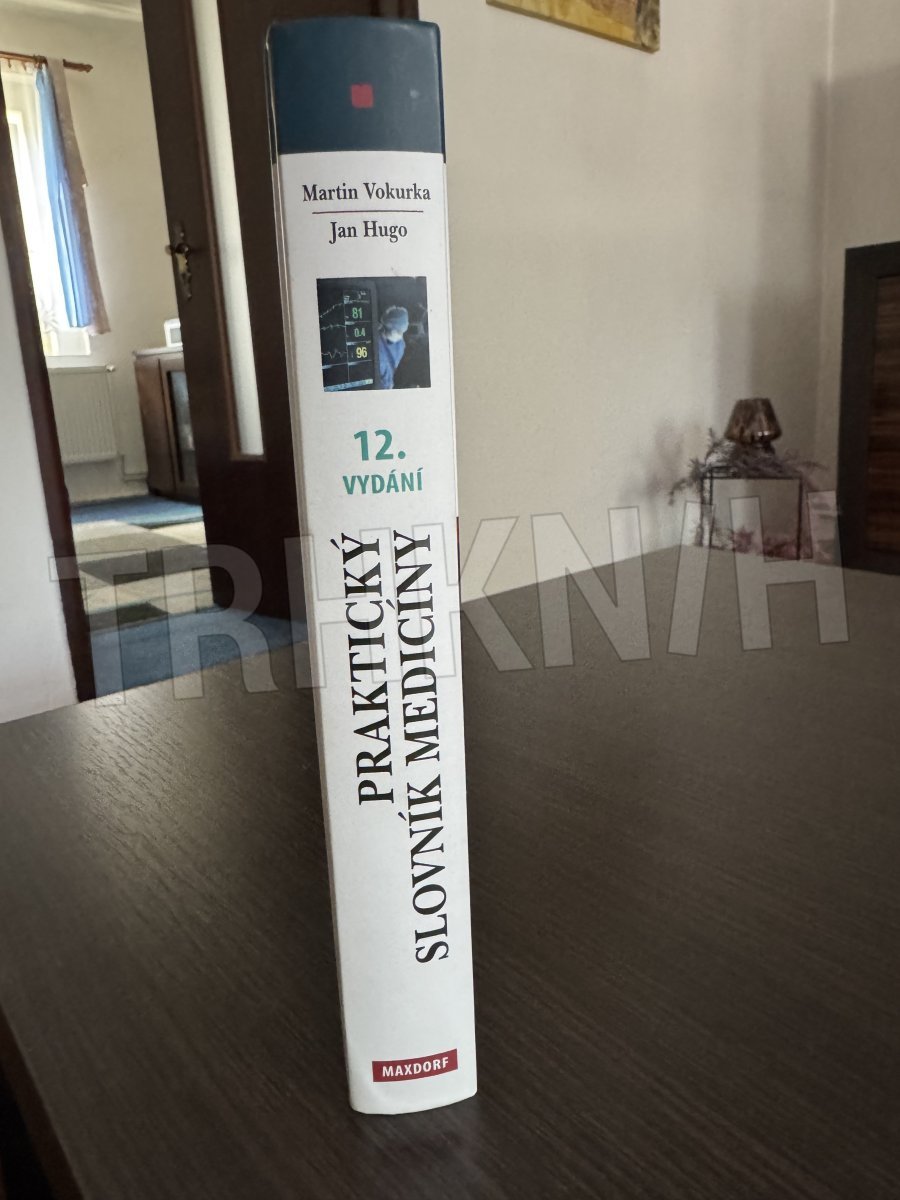 Martin Vokurka
Jan Hugo
81
0.4
96
12.
VYDÁNÍ
PRAKTICKÝ
SLOVNÍK MEDICÍNY
MAXDORF
TRHKNIH